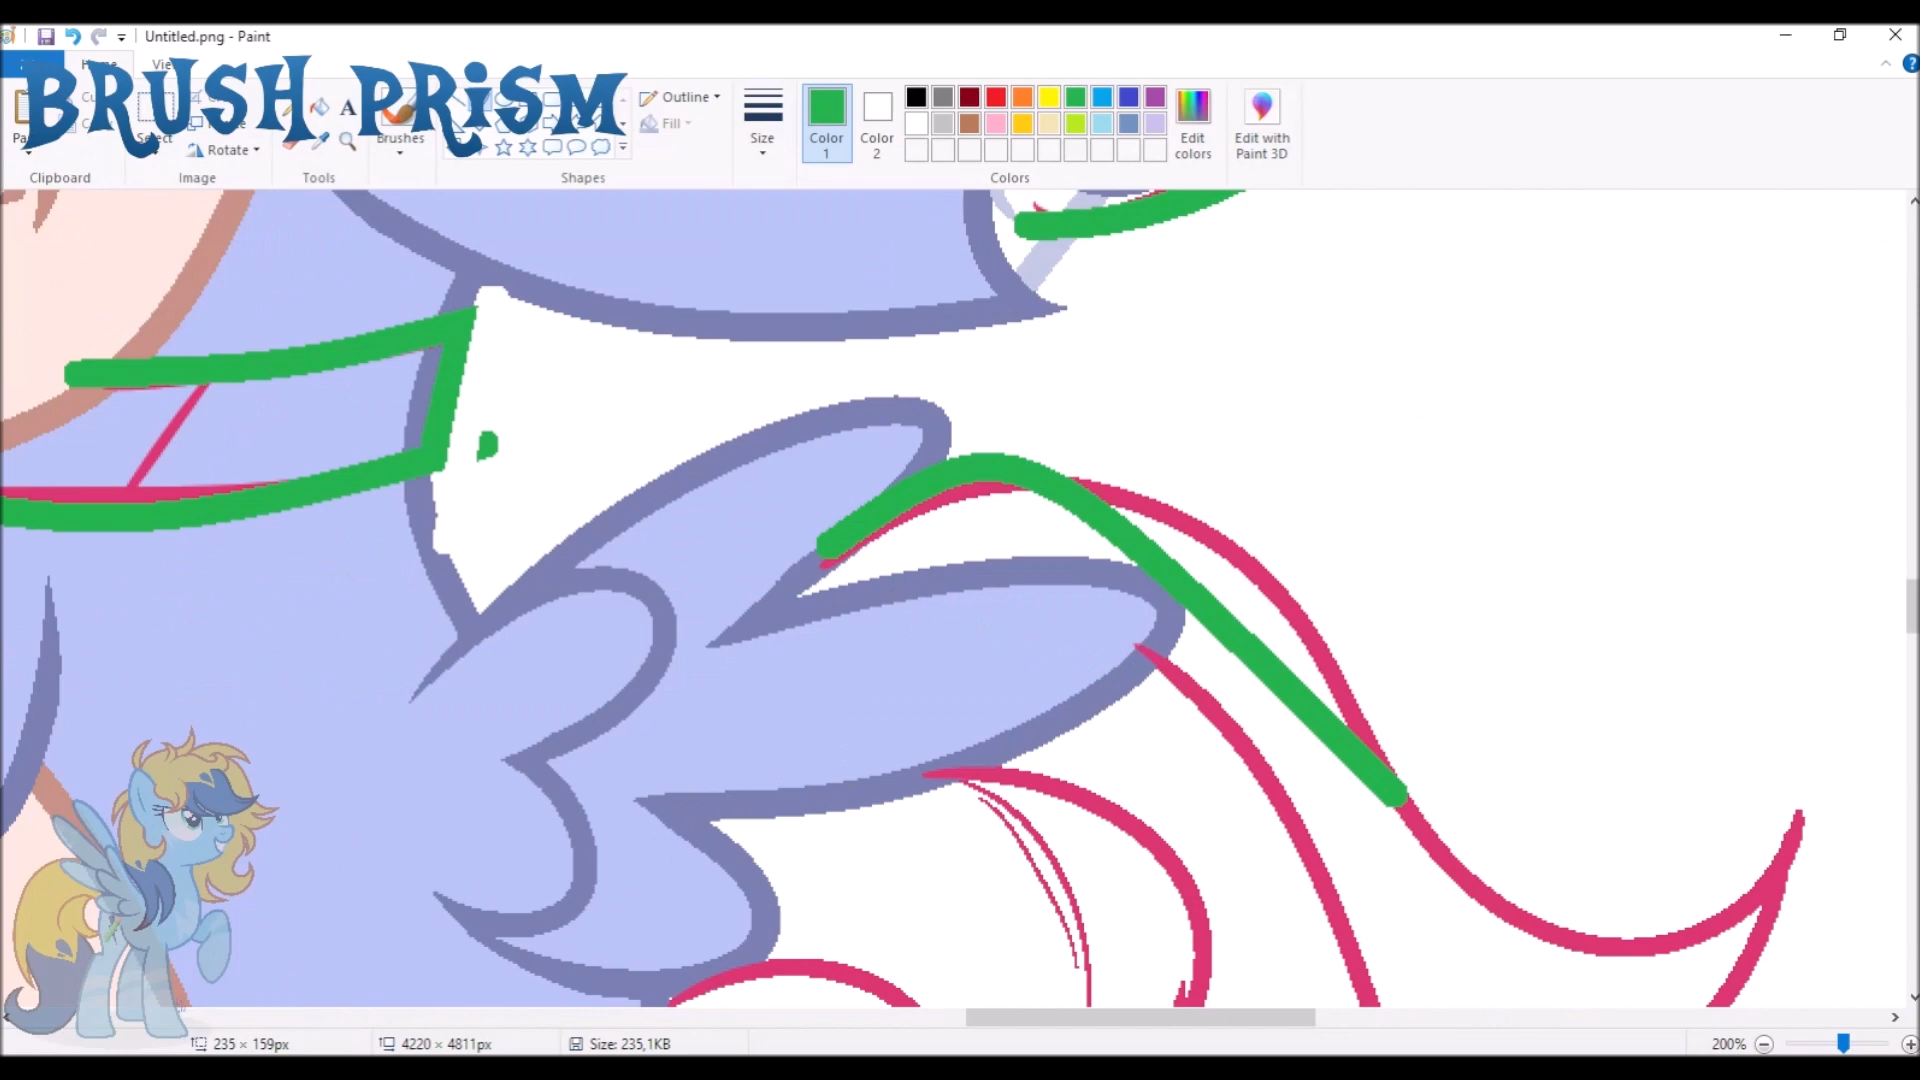 Untitled.png - Paint
BRUSH PRISM
Outline
Fill
Select
Rotate
Brushes
Size
Color 1
Color 2
Edit colors
Edit with Paint 3D
Clipboard
Image
Tools
Shapes
Colors
235 × 159px
4220 × 4811px
Size: 235,1KB
200%